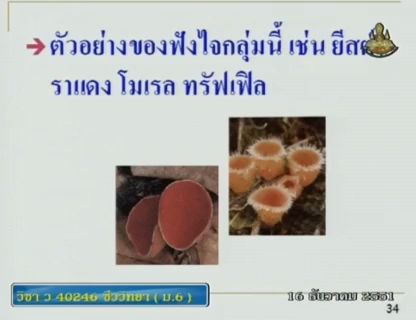 ตัวอย่างของฟังไจกลุ่มนี้ เช่น ยีสต์
ราแดง โมเรล ทรัฟเฟิล
วิชา ว 40246 ชีววิทยา ( ม.6 )
16 ธันวาคม 2551
34